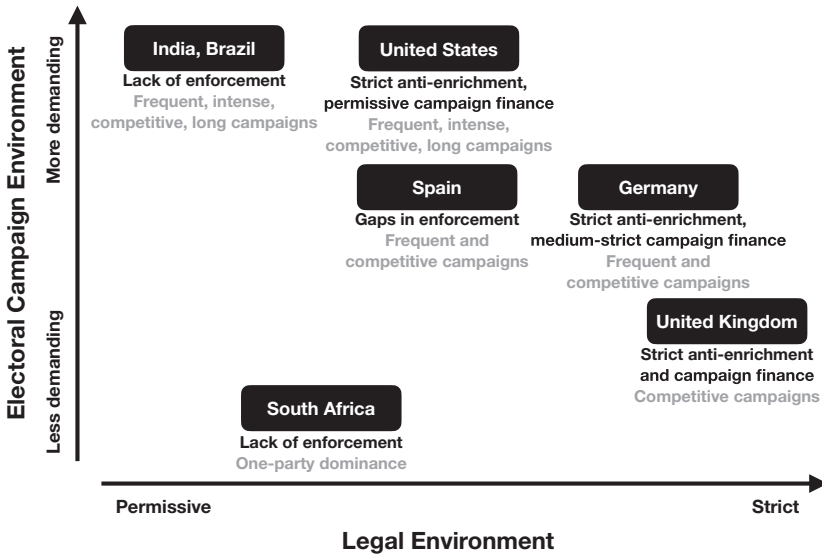 Electoral Campaign Environment
More demanding
Less demanding
India, Brazil
Lack of enforcement
Frequent, intense,
competitive, long campaigns
United States
Strict anti-enrichment,
permissive campaign finance
Frequent, intense,
competitive, long campaigns
Spain
Gaps in enforcement
Frequent and
competitive campaigns
Germany
Strict anti-enrichment,
medium-strict campaign finance
Frequent and
competitive campaigns
United Kingdom
Strict anti-enrichment
and campaign finance
Competitive campaigns
South Africa
Lack of enforcement
One-party dominance
Permissive
Strict
Legal Environment